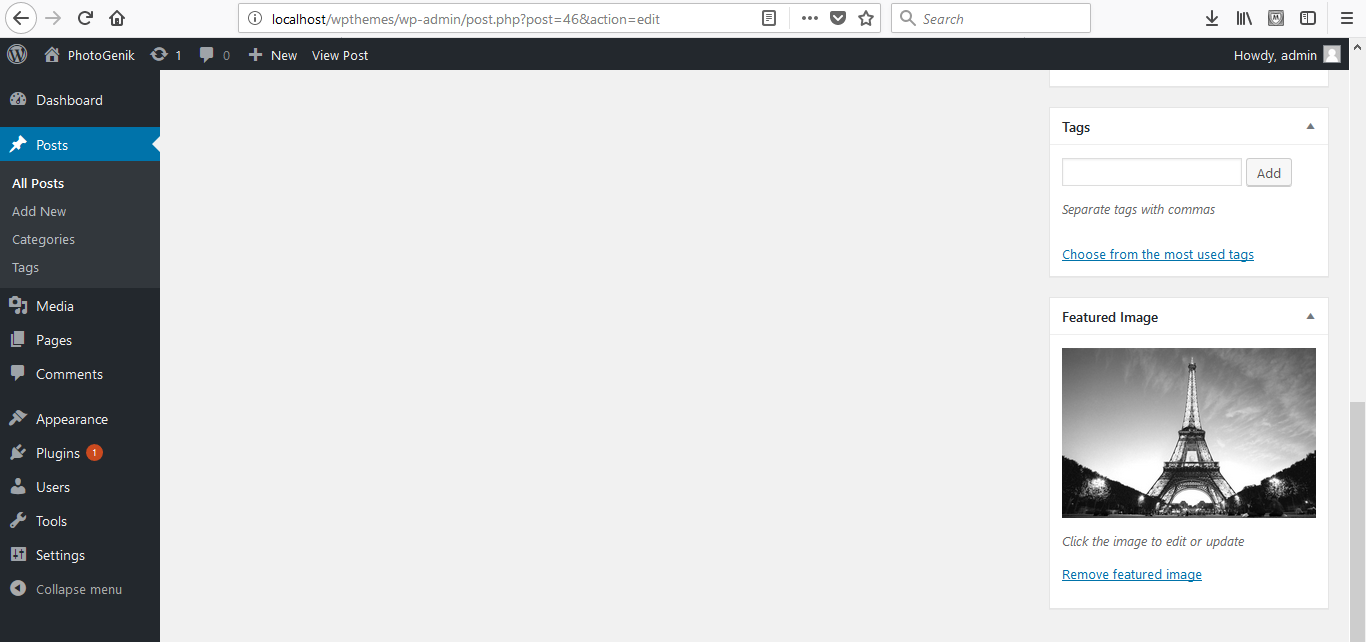 localhost/wpthemes/wp-admin/post.php?post=46&action=edit
Search
PhotoGenik 1 0 New View Post
Howdy, admin
Dashboard
Posts
All Posts
Add New
Categories
Tags
Media
Pages
Comments
Appearance
Plugins 1
Users
Tools
Settings
Collapse menu
Tags
Add
Separate tags with commas
Choose from the most used tags
Featured Image
Click the image to edit or update
Remove featured image